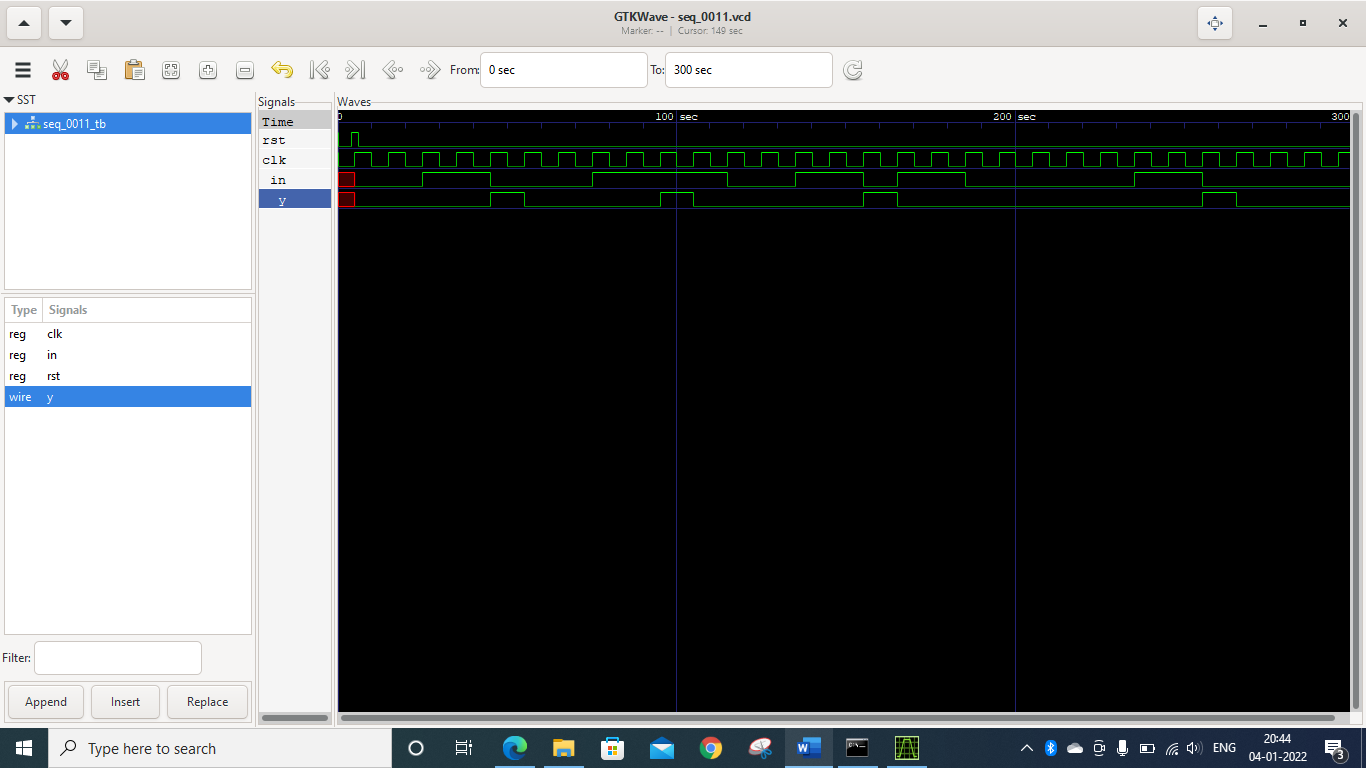 GTKWave - seq_0011.vcd
Marker: -- | Cursor: 149 sec
From: 0 sec To: 300 sec
SST
seq_0011_tb
Type Signals
reg clk
reg in
reg rst
wire y
Filter:
Append Insert Replace
Signals
Time
rst
clk
in
y
Waves
0 100 sec 200 sec 300
Type here to search
ENG
20:44
04-01-2022
3